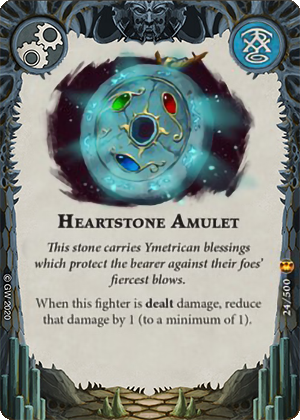 Heartstone Amulet
This stone carries Ymetrican blessings
which protect the bearer against their foes'
fiercest blows.
When this fighter is dealt damage, reduce
that damage by 1 (to a minimum of 1).
© GW 2020
24/500